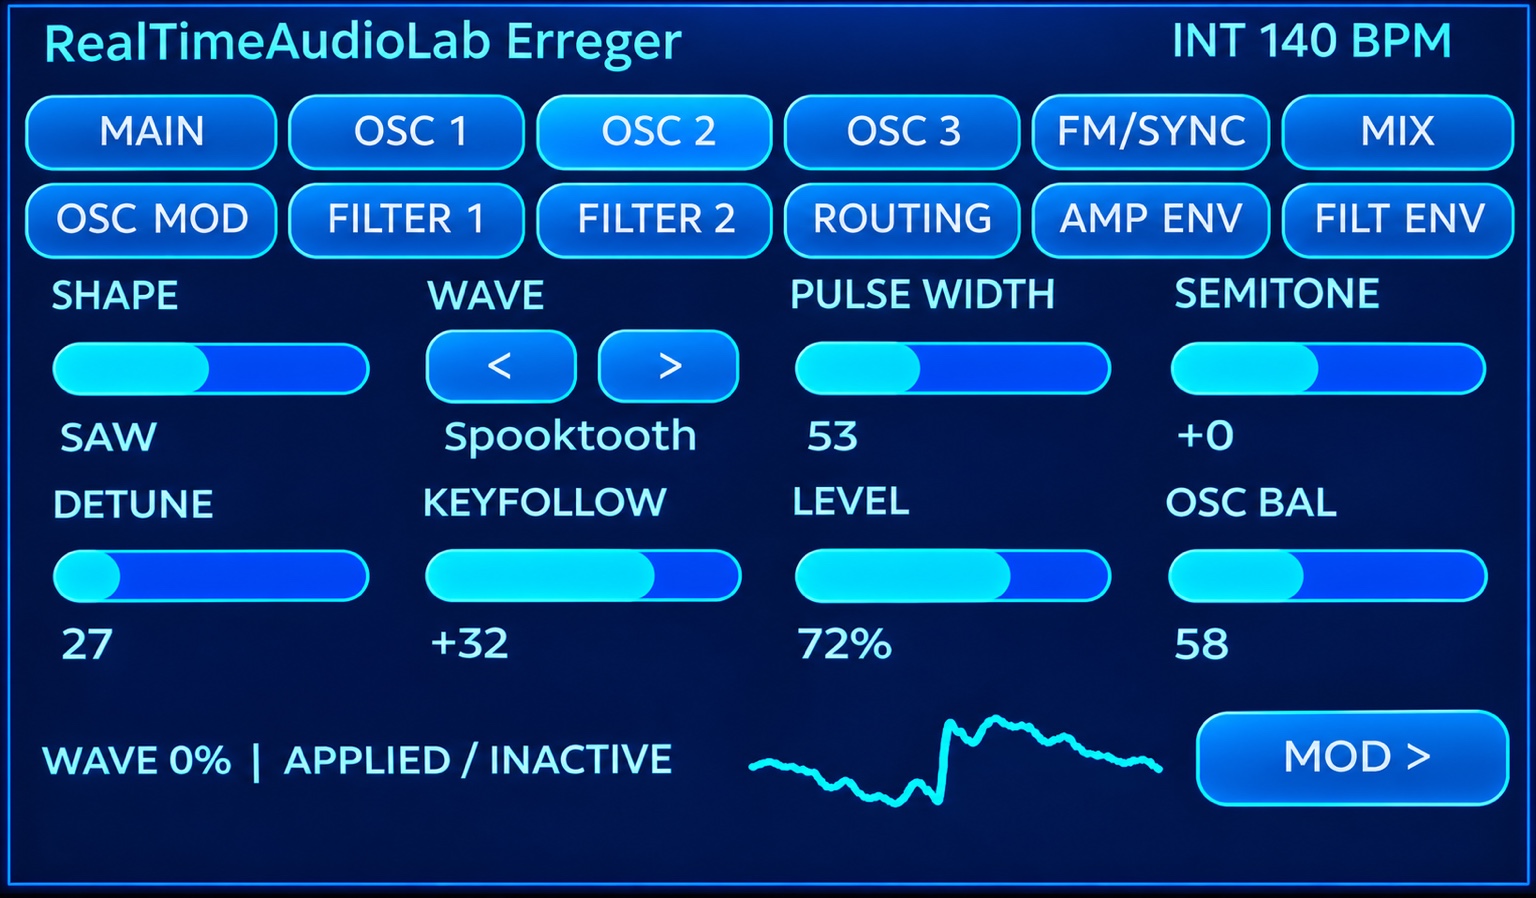 RealTimeAudioLab Erreger INT 140 BPM
MAIN OSC 1 OSC 2 OSC 3 FM/SYNC MIX
OSC MOD FILTER 1 FILTER 2 ROUTING AMP ENV FILT ENV
SHAPE WAVE PULSE WIDTH SEMITONE
< >
SAW Spooktooth 53 +0
DETUNE KEYFOLLOW LEVEL OSC BAL
27 +32 72% 58
WAVE 0% | APPLIED / INACTIVE MOD >